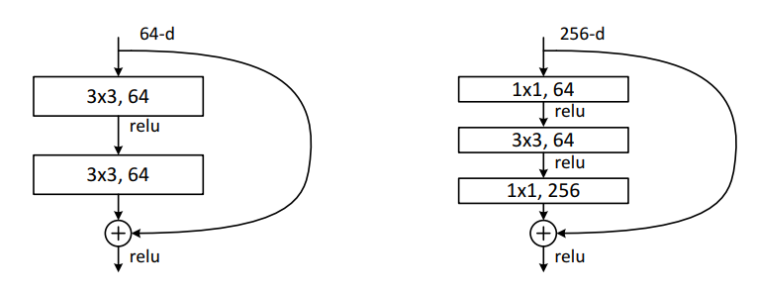 64-d
3x3, 64
relu
3x3, 64
+
relu
256-d
1x1, 64
relu
3x3, 64
relu
1x1, 256
+
relu